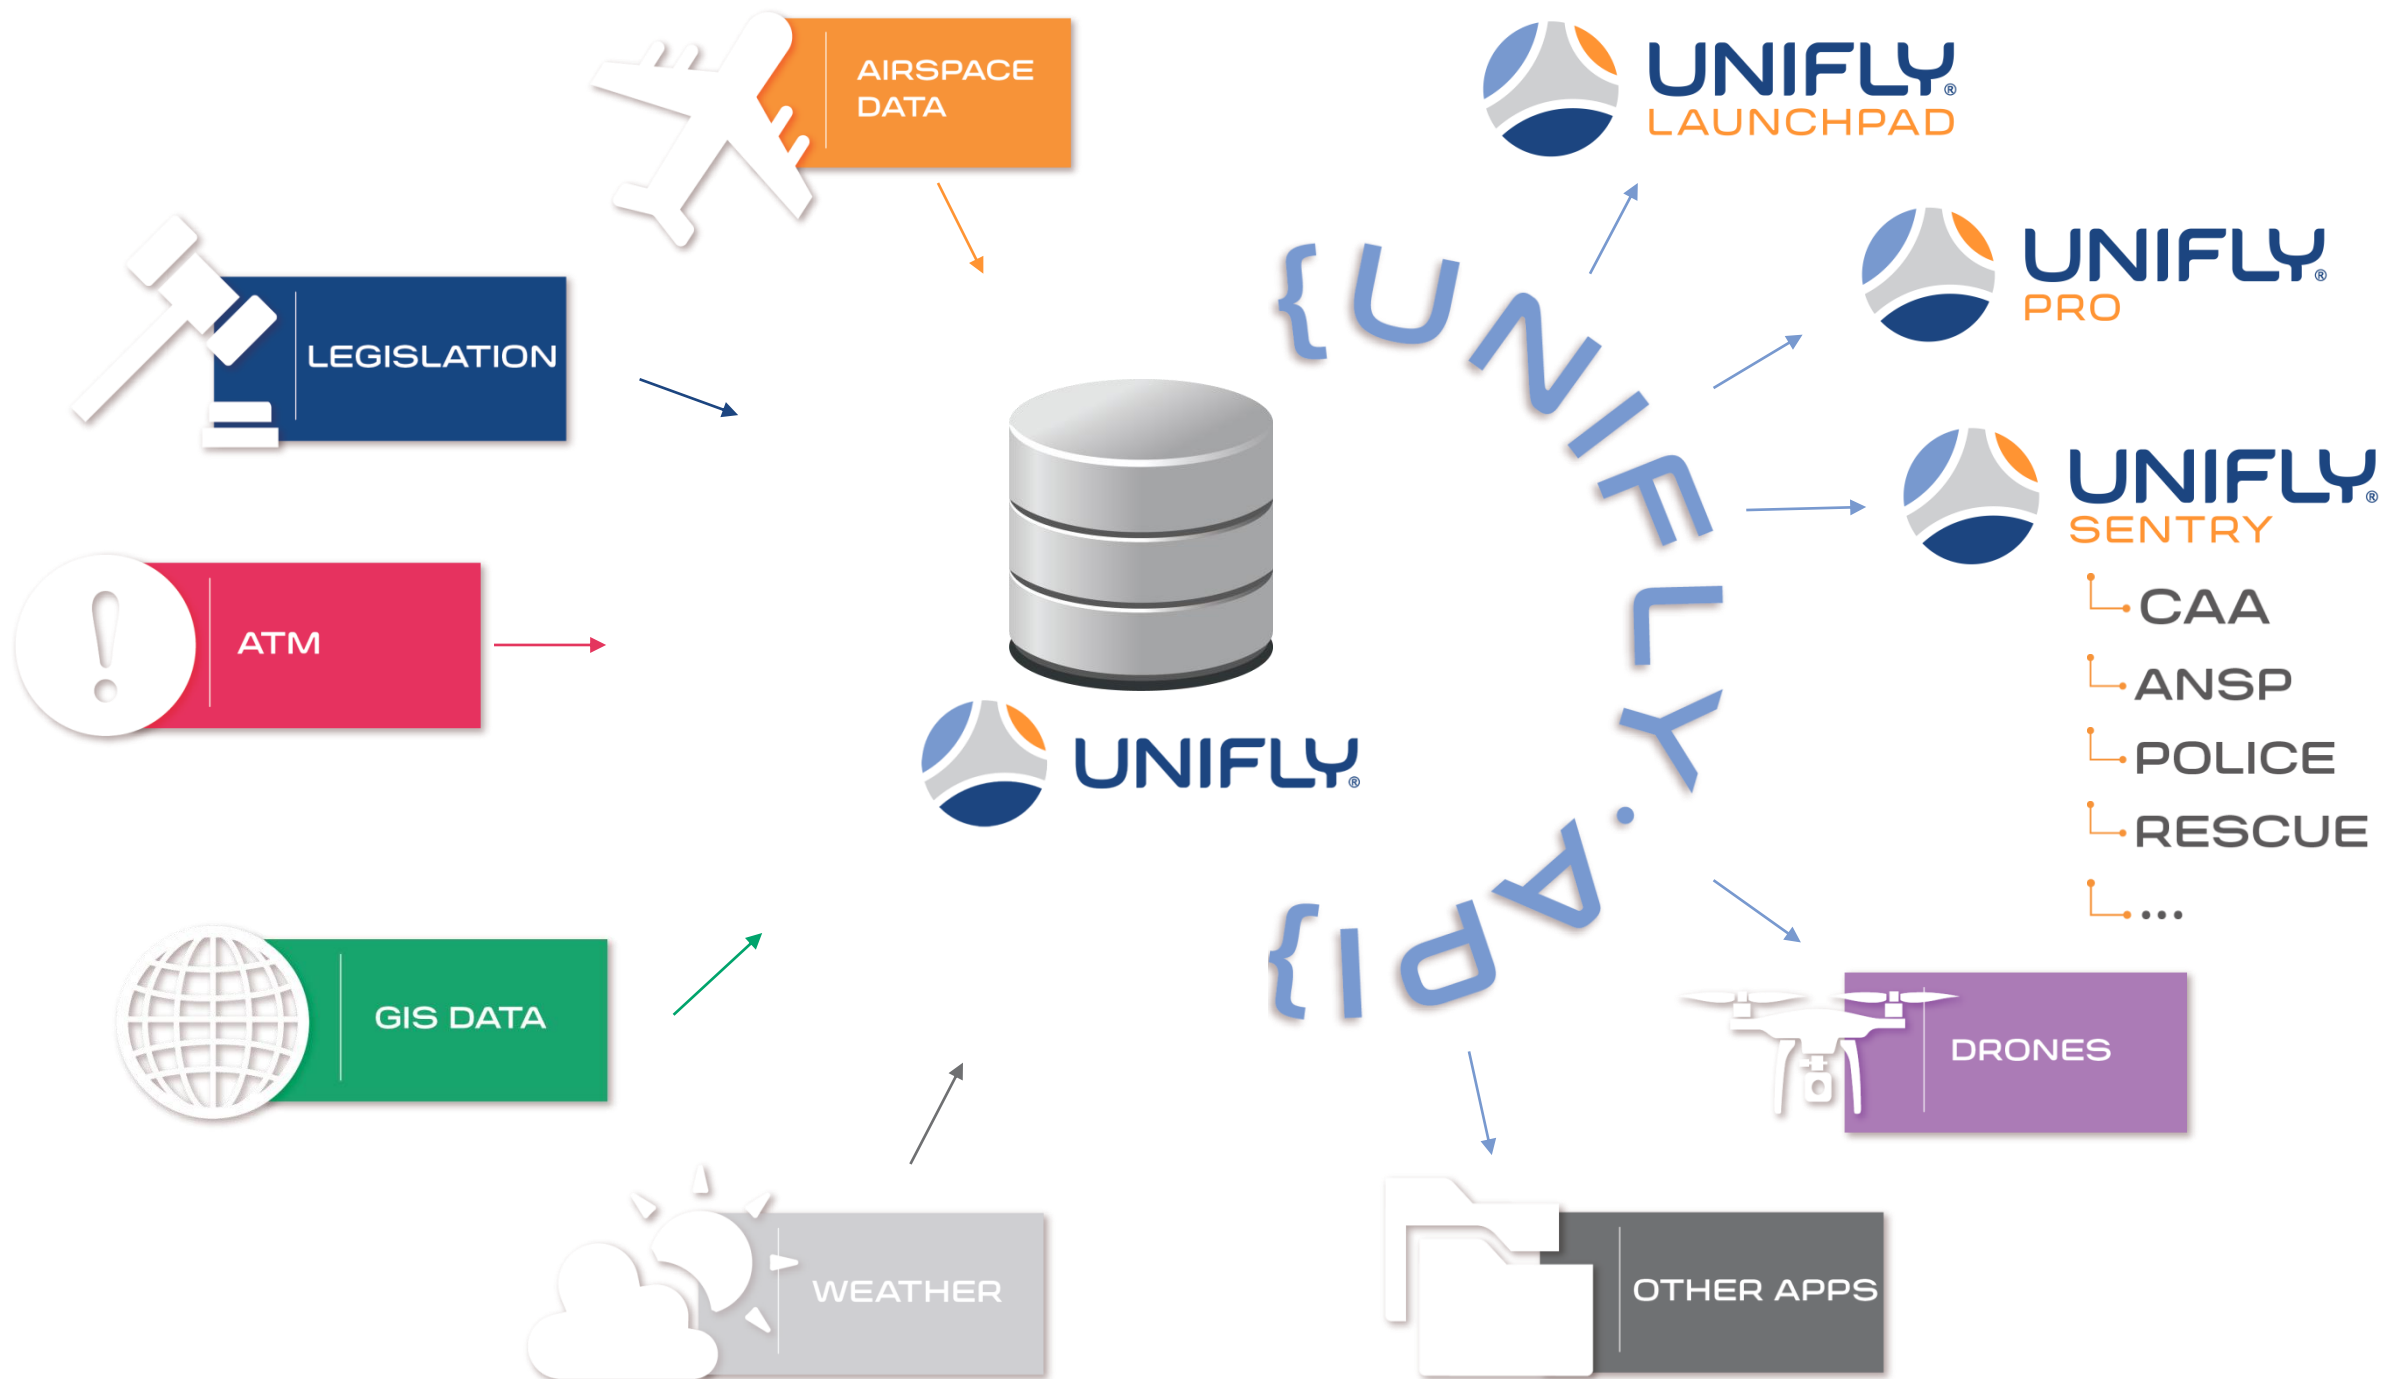 AIRSPACE
DATA
LEGISLATION
ATM
GIS DATA
WEATHER
UNIFLY®
{UNIFLY.API}
UNIFLY®
LAUNCHPAD
UNIFLY®
PRO
UNIFLY®
SENTRY
CAA
ANSP
POLICE
RESCUE
...
DRONES
OTHER APPS